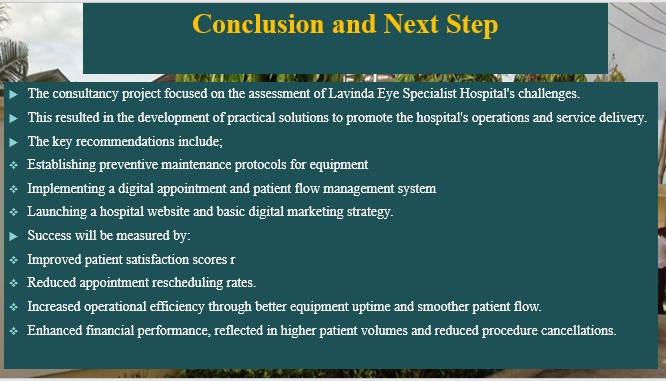 Conclusion and Next Step
The consultancy project focused on the assessment of Lavinda Eye Specialist Hospital's challenges.
This resulted in the development of practical solutions to promote the hospital's operations and service delivery.
The key recommendations include;
Establishing preventive maintenance protocols for equipment
Implementing a digital appointment and patient flow management system
Launching a hospital website and basic digital marketing strategy.
Success will be measured by:
Improved patient satisfaction scores r
Reduced appointment rescheduling rates.
Increased operational efficiency through better equipment uptime and smoother patient flow.
Enhanced financial performance, reflected in higher patient volumes and reduced procedure cancellations.